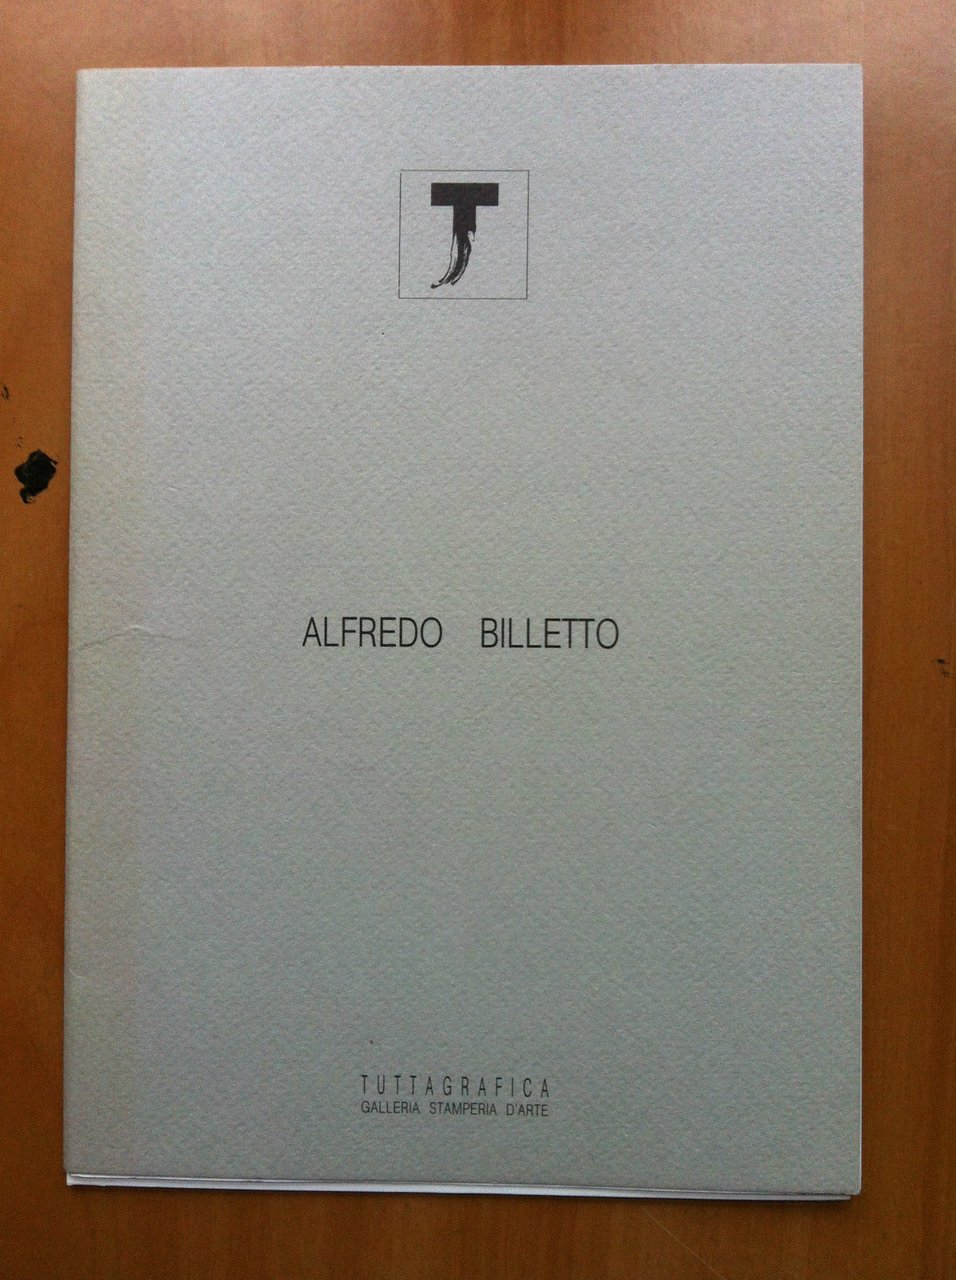 T
ALFREDO BILLETTO
TUTTAGRAFICA
GALLERIA STAMPERIA D'ARTE